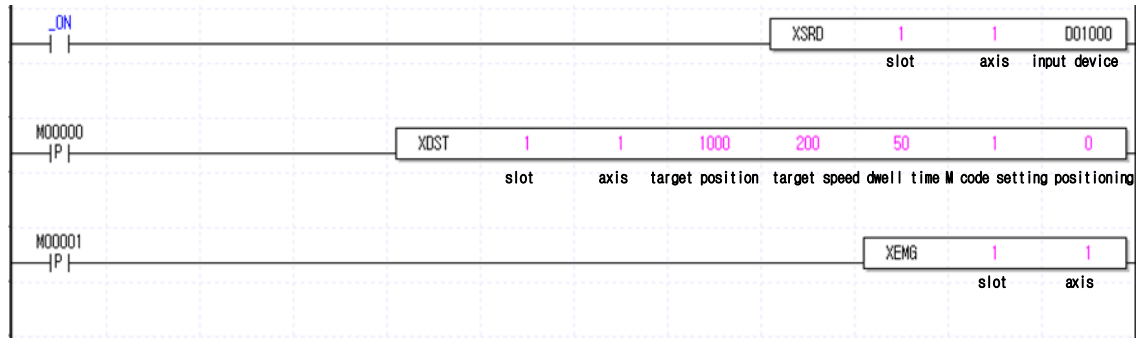 _ON
XSRD 1 1 D01000
slot axis input device
M00000
P XDST 1 1 1000 200 50 1 0
slot axis target position target speed dwell time M code setting positioning
M00001
P XEMG 1 1
slot axis